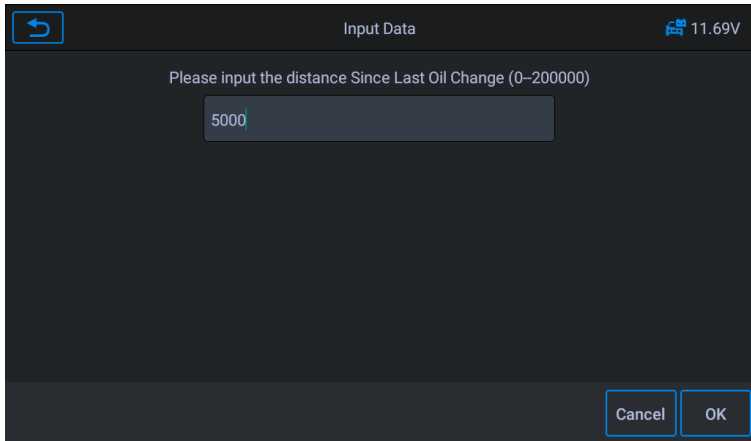 Input Data
11.69V
Please input the distance Since Last Oil Change (0--200000)
5000
Cancel
OK